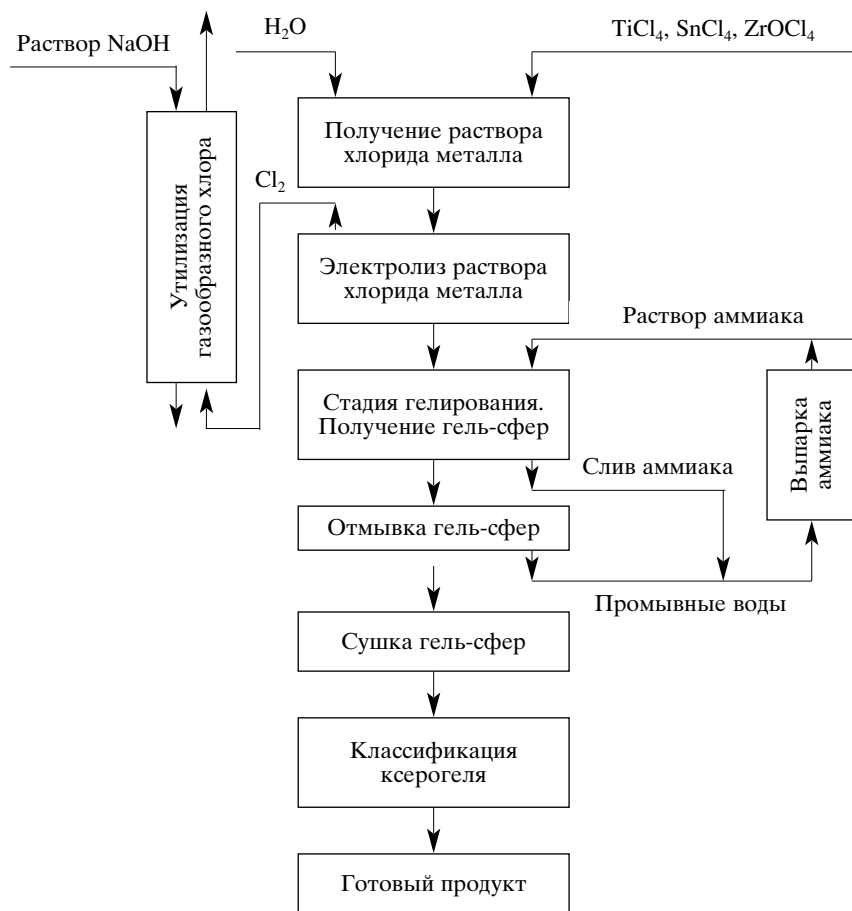 Раствор NaOH
H₂O
TiCl₄, SnCl₄, ZrOCl₄
Получение раствора
хлорида металла
Утилизация
газообразного хлора
Cl₂
Электролиз раствора
хлорида металла
Раствор аммиака
Стадия гелирования.
Получение гель-сфер
Выпарка
аммиака
Слив аммиака
Отмывка гель-сфер
Промывные воды
Сушка гель-сфер
Классификация
ксерогеля
Готовый продукт